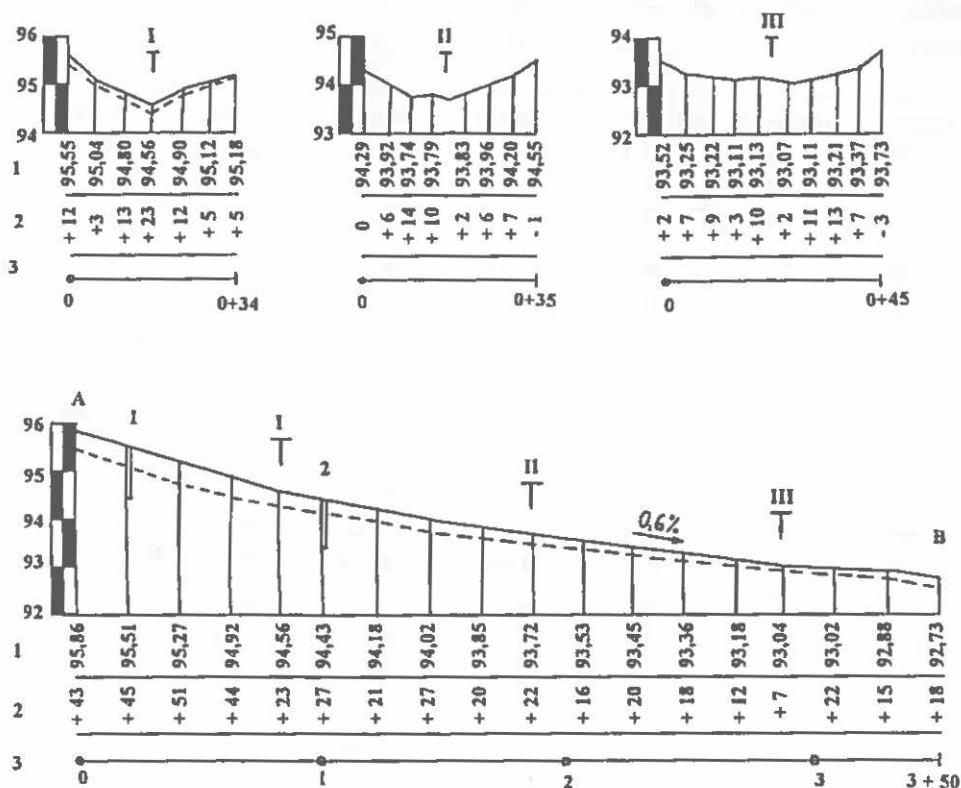 I
96
95
94
II
95
94
93
III
94
93
92
1
95,55 95,04 94,80 94,56 94,90 95,12 95,18
94,29 93,92 93,74 93,79 93,83 93,96 94,20 94,55
93,52 93,25 93,22 93,11 93,13 93,07 93,11 93,21 93,37 93,73
2
+ 12 +3 + 13 +23 + 12 + 5 + 5
0 + 6 + 14 + 10 + 2 + 6 + 7 - 1
+ 2 + 7 + 9 + 3 + 10 + 2 + 11 + 13 + 7 - 3
3
0 0+34
0 0+35
0 0+45
A 1 I 2 II III B
0,6%
96
95
94
93
92
1
95,86 95,51 95,27 94,92 94,56 94,43 94,18 94,02 93,85 93,72 93,53 93,45 93,36 93,18 93,04 93,02 92,88 92,73
2
+ 43 + 45 + 51 + 44 + 23 + 27 + 21 + 27 + 20 + 22 + 16 + 20 + 18 + 12 + 7 + 22 + 15 + 18
3
0 1 2 3 3 + 50